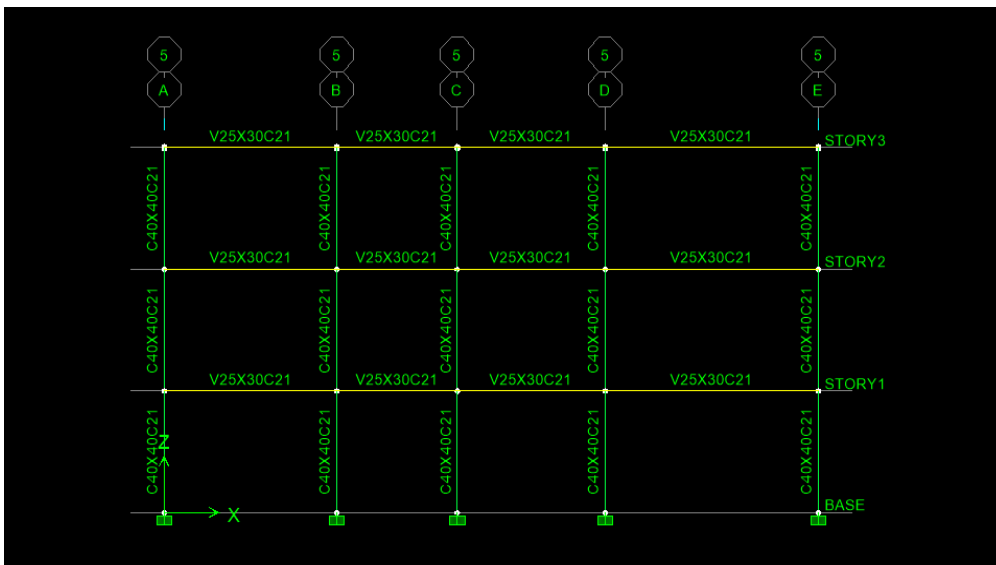 5 5 5 5 5
A B C D E
V25X30C21 V25X30C21 V25X30C21 V25X30C21 STORY3
C40X40C21 C40X40C21 C40X40C21 C40X40C21 C40X40C21
V25X30C21 V25X30C21 V25X30C21 V25X30C21 STORY2
C40X40C21 C40X40C21 C40X40C21 C40X40C21 C40X40C21
V25X30C21 V25X30C21 V25X30C21 V25X30C21 STORY1
C40X40C21 C40X40C21 C40X40C21 C40X40C21 C40X40C21
Z
BASE
X